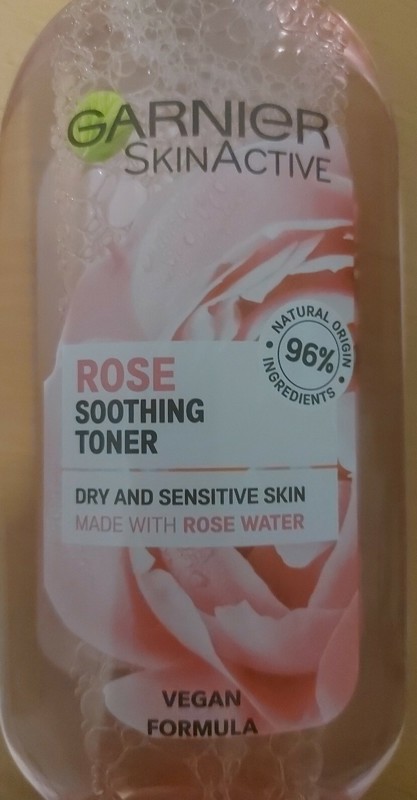 GARNIER
SKINACTIVE
NATURAL ORIGIN
96%
INGREDIENTS
ROSE
SOOTHING
TONER
DRY AND SENSITIVE SKIN
MADE WITH ROSE WATER
VEGAN
FORMULA